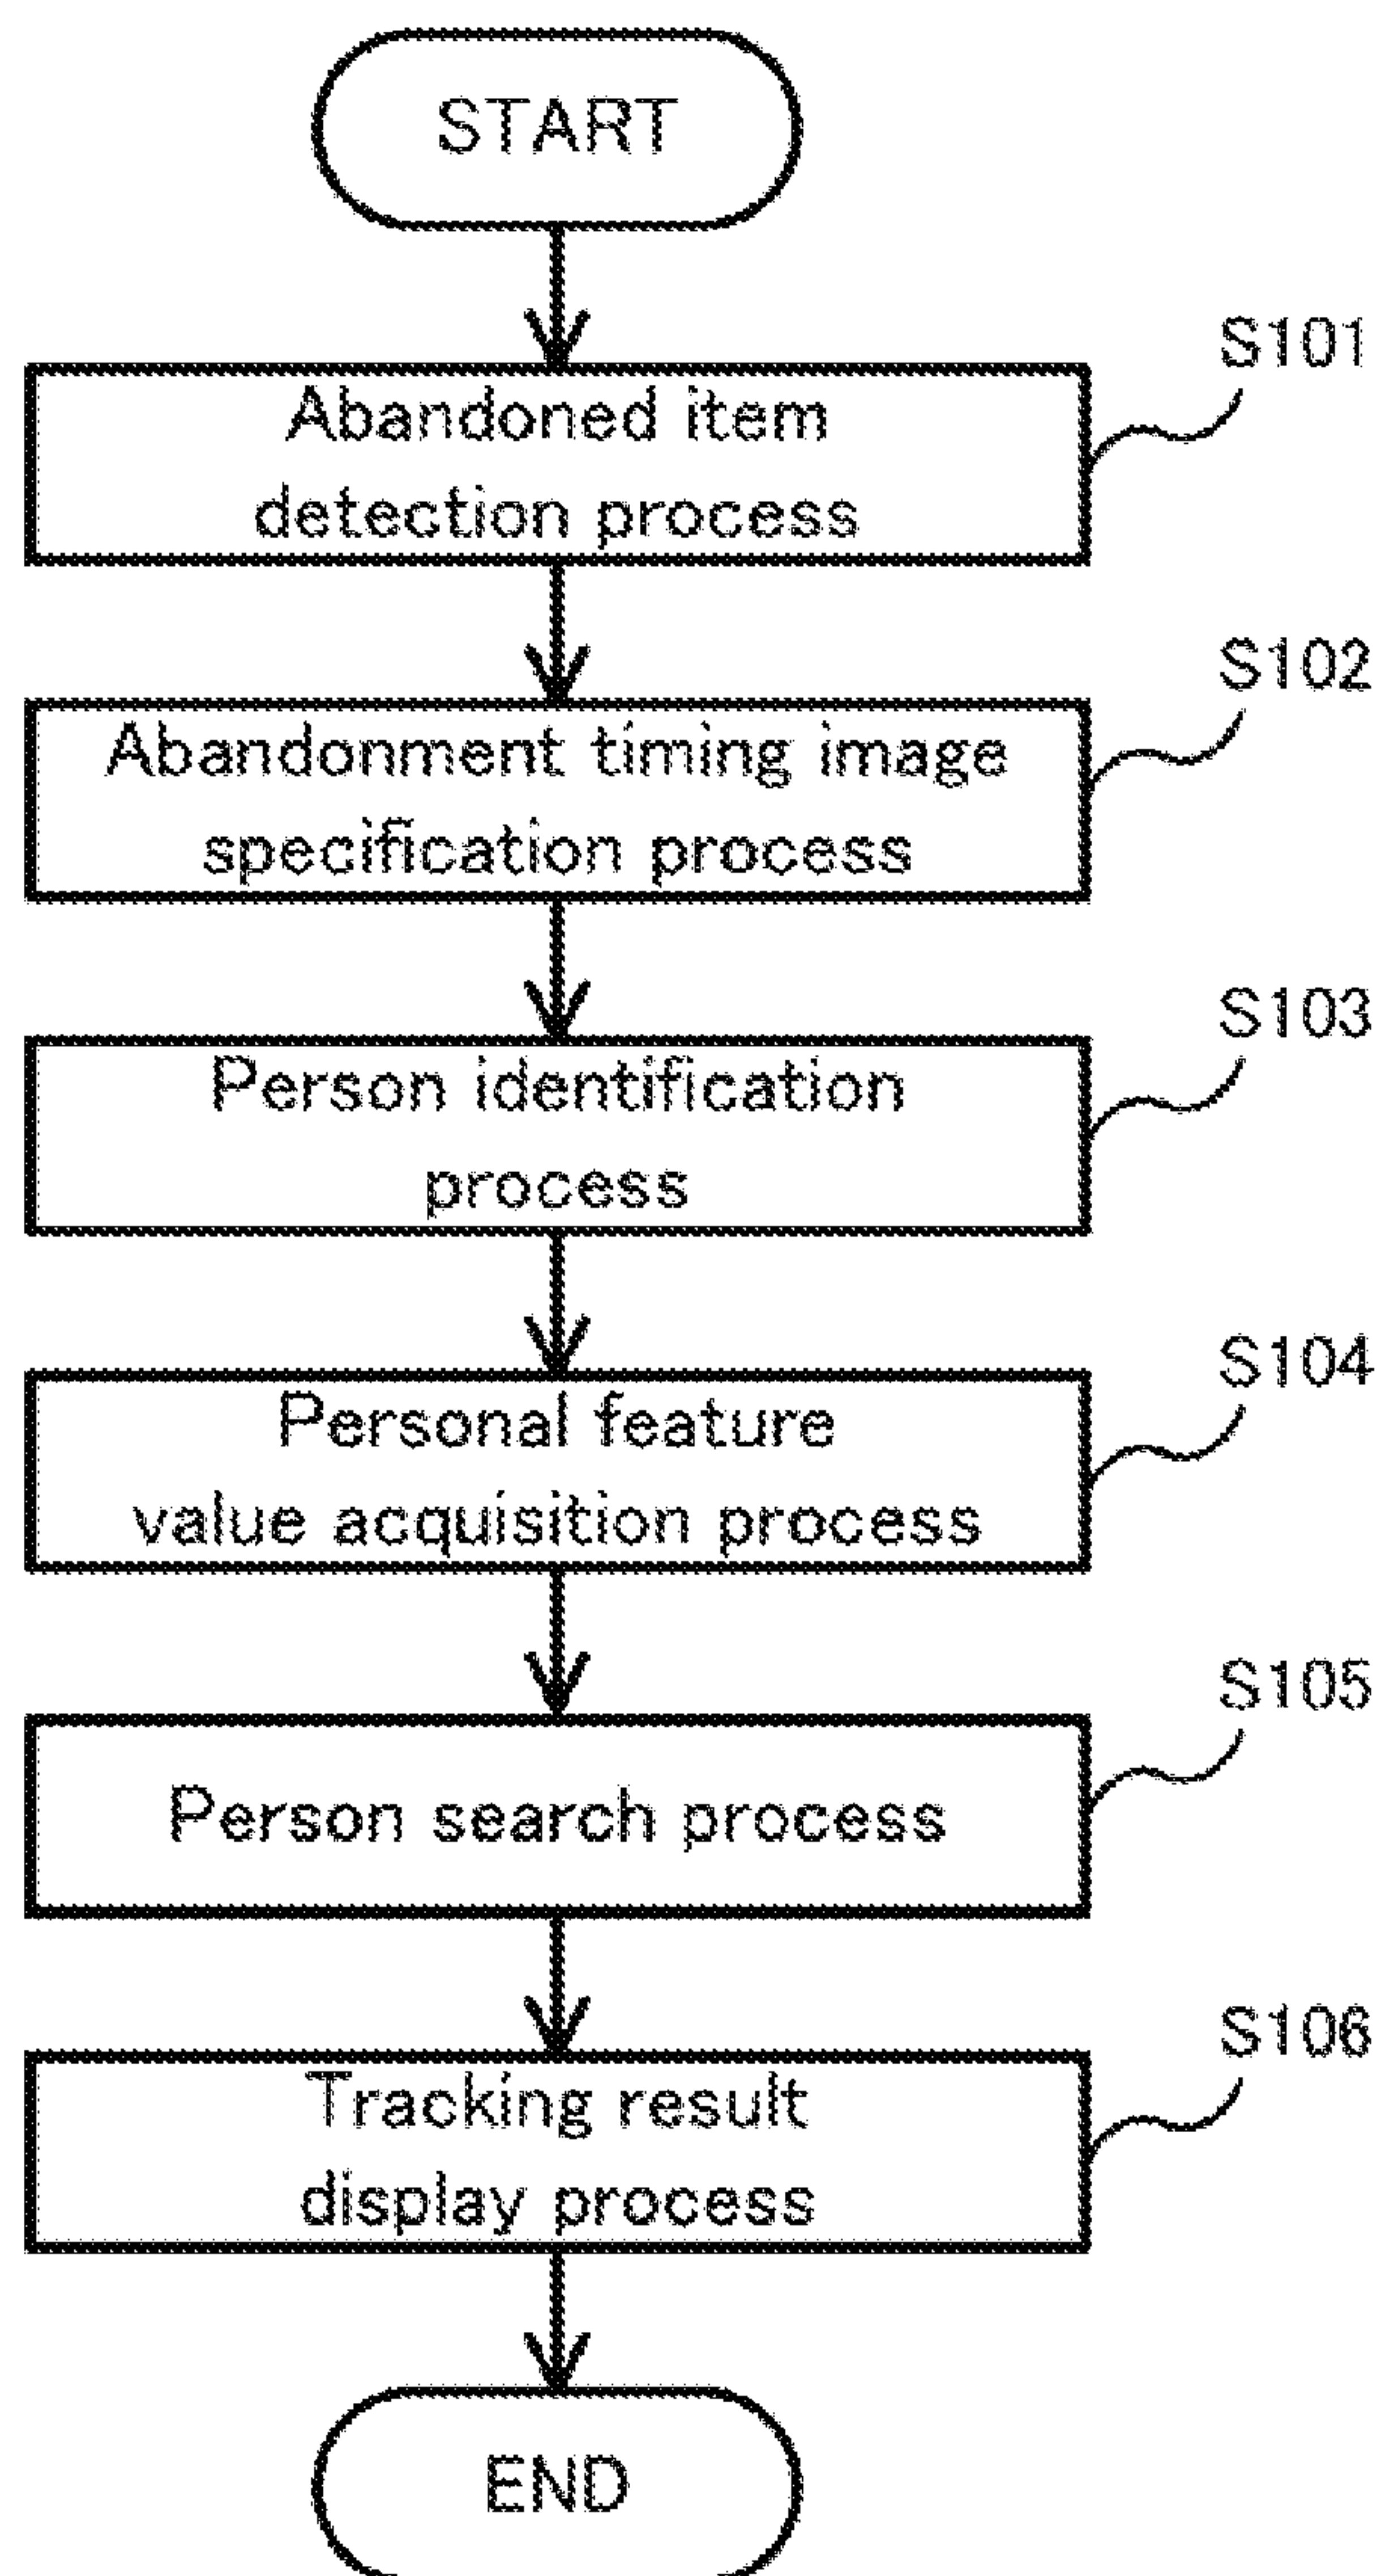 START
S101
Abandoned item
detection process
S102
Abandonment timing image
specification process
S103
Person identification
process
S104
Personal feature
value acquisition process
S105
Person search process
S106
Tracking result
display process
END